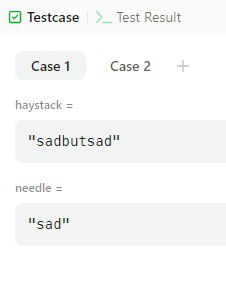 Testcase Test Result
Case 1 Case 2 +
haystack =
"sadbutsad"
needle =
"sad"